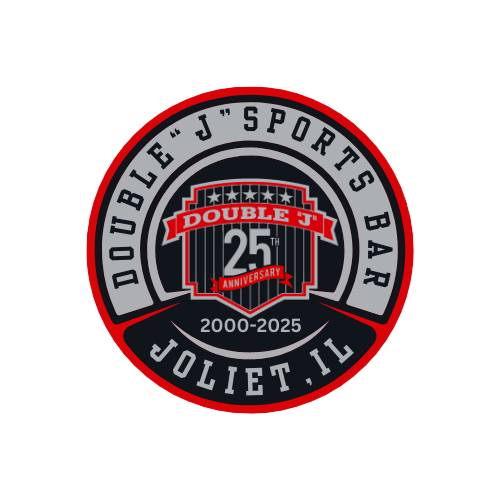 DOUBLE “J” SPORTS BAR
DOUBLE "J"
25TH
ANNIVERSARY
2000-2025
JOLIET, IL